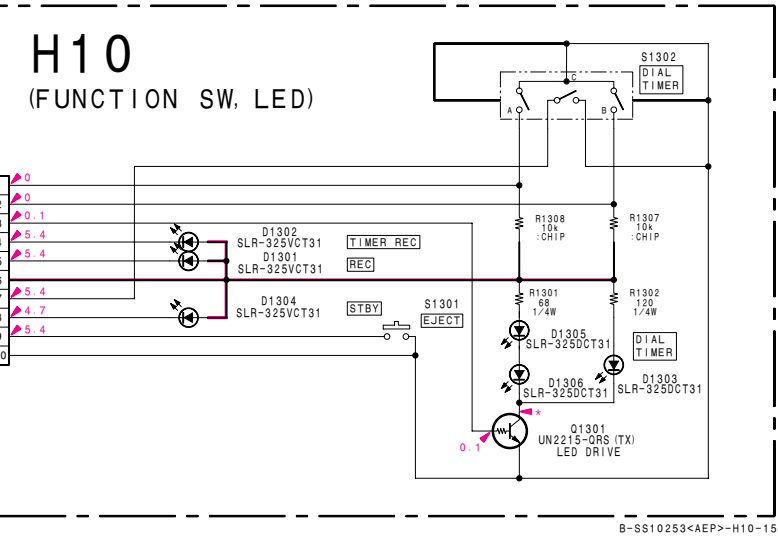 H10
(FUNCTION SW, LED)
S1302
DIAL
TIMER
C
A
B
0
2
0
0.1
5.4
5.4
5.4
4.7
5.4
0
D1302
SLR-325VCT31
TIMER REC
D1301
SLR-325VCT31
REC
D1304
SLR-325VCT31
STBY
S1301
EJECT
R1308
10k
:CHIP
R1307
10k
:CHIP
R1301
68
1/4W
R1302
120
1/4W
D1305
SLR-325DCT31
DIAL
TIMER
D1306
SLR-325DCT31
D1303
SLR-325DCT31
*
0.1
Q1301
UN2215-QRS (TX)
LED DRIVE
B-SS10253<AEP>-H10-15